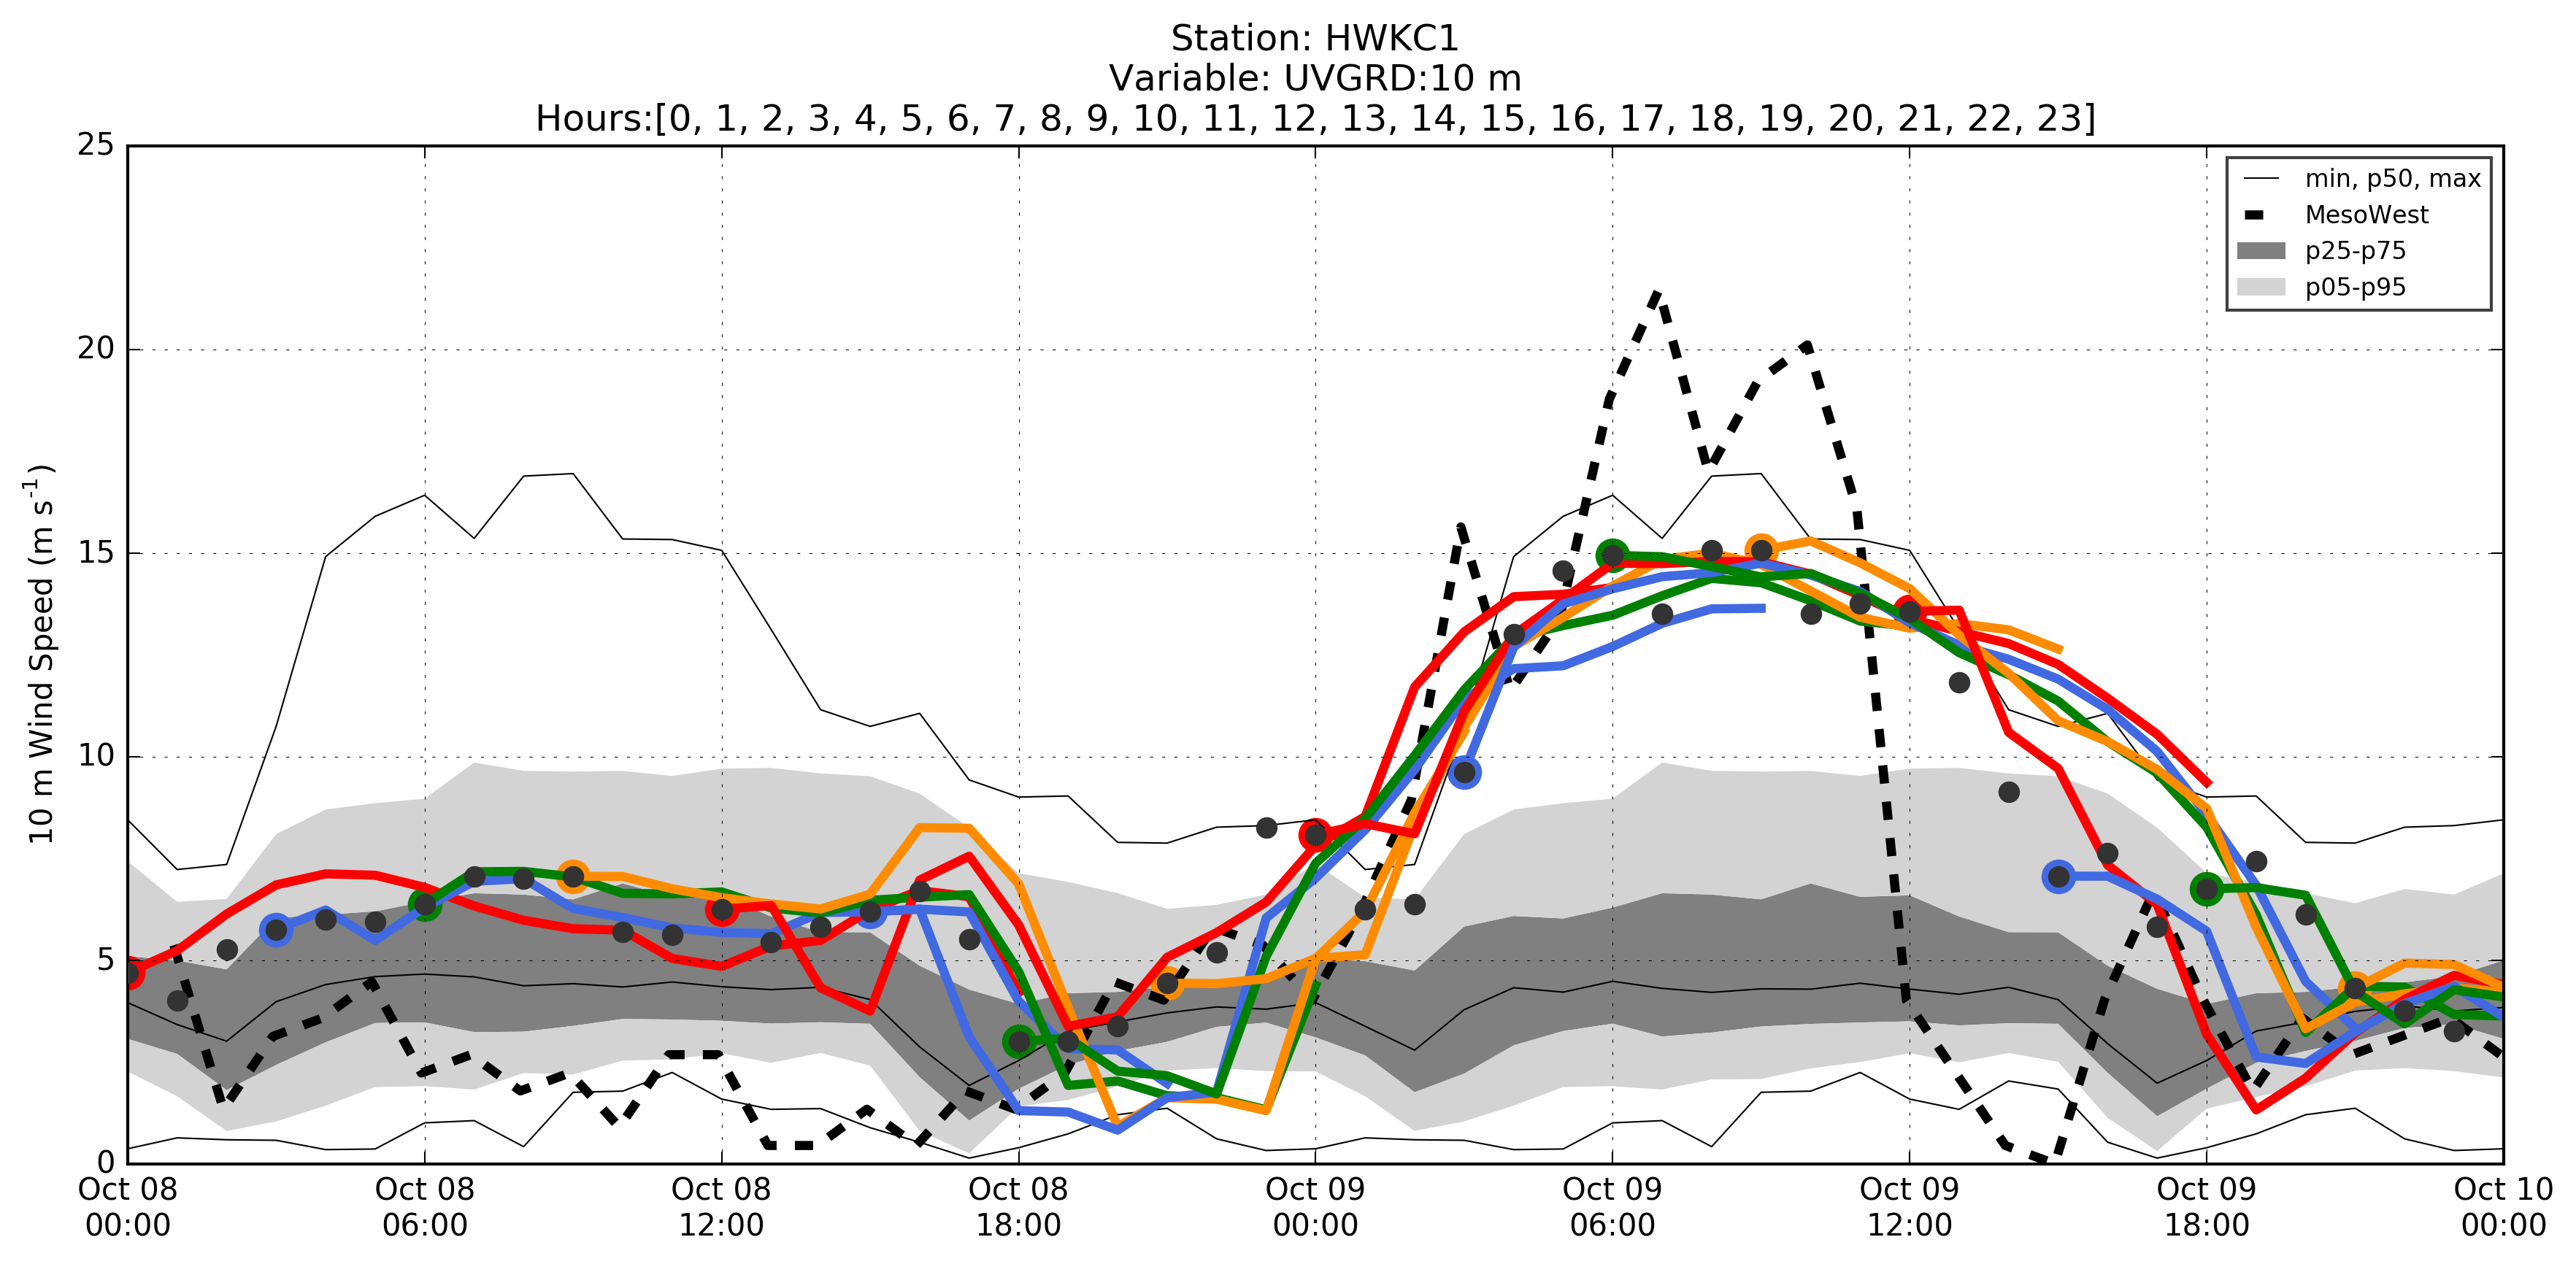 Station: HWKC1
Variable: UVGRD:10 m
Hours:[0, 1, 2, 3, 4, 5, 6, 7, 8, 9, 10, 11, 12, 13, 14, 15, 16, 17, 18, 19, 20, 21, 22, 23]
25
20
15
10
5
0
10 m Wind Speed (m s-1)
min, p50, max
MesoWest
p25-p75
p05-p95
Oct 08 Oct 08 Oct 08 Oct 08 Oct 09 Oct 09 Oct 09 Oct 09 Oct 10
00:00 06:00 12:00 18:00 00:00 06:00 12:00 18:00 00:00